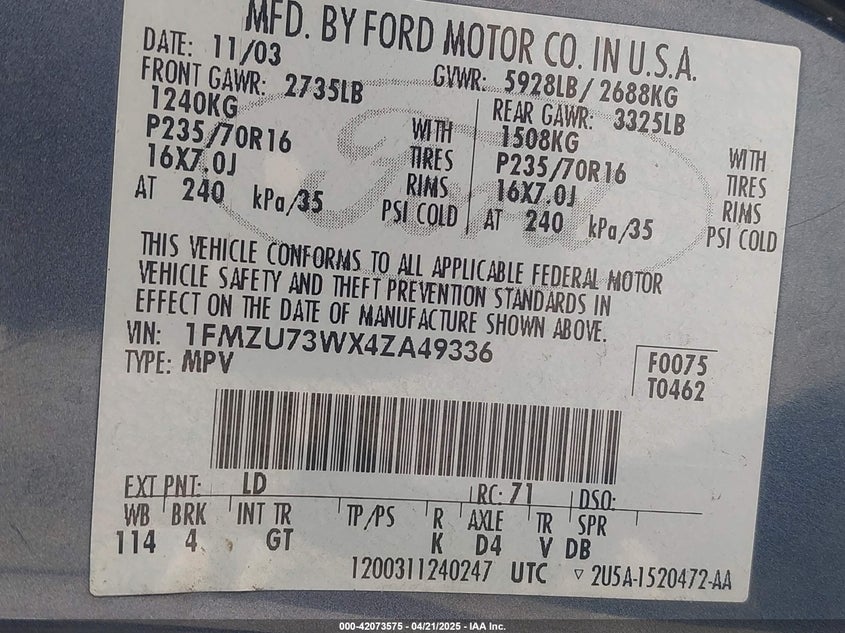 MFD. BY FORD MOTOR CO. IN U.S.A.
DATE: 11/03
GVWR: 5928LB/ 2688KG
FRONT GAWR: 2735LB
1240KG
P235/70R16
16X7.0J
AT 240 kPa/35
WITH
TIRES
RIMS
PSI COLD
REAR GAWR: 3325LB
1508KG
P235/70R16
16X7.0J
AT 240 kPa/35
WITH
TIRES
RIMS
PSI COLD
Ford
THIS VEHICLE CONFORMS TO ALL APPLICABLE FEDERAL MOTOR
VEHICLE SAFETY AND THEFT PREVENTION STANDARDS IN
EFFECT ON THE DATE OF MANUFACTURE SHOWN ABOVE.
VIN: 1FMZU73WX4ZA49336
TYPE: MPV
F0075
T0462
EXT PNT: LD
RC: 71 DSO:
WB BRK INT TR TP/PS R AXLE TR SPR
114 4 GT K D4 V DB
1200311240247 UTC ▽ 2U5A-1520472-AA
000-42073575 - 04/21/2025 - IAA Inc.